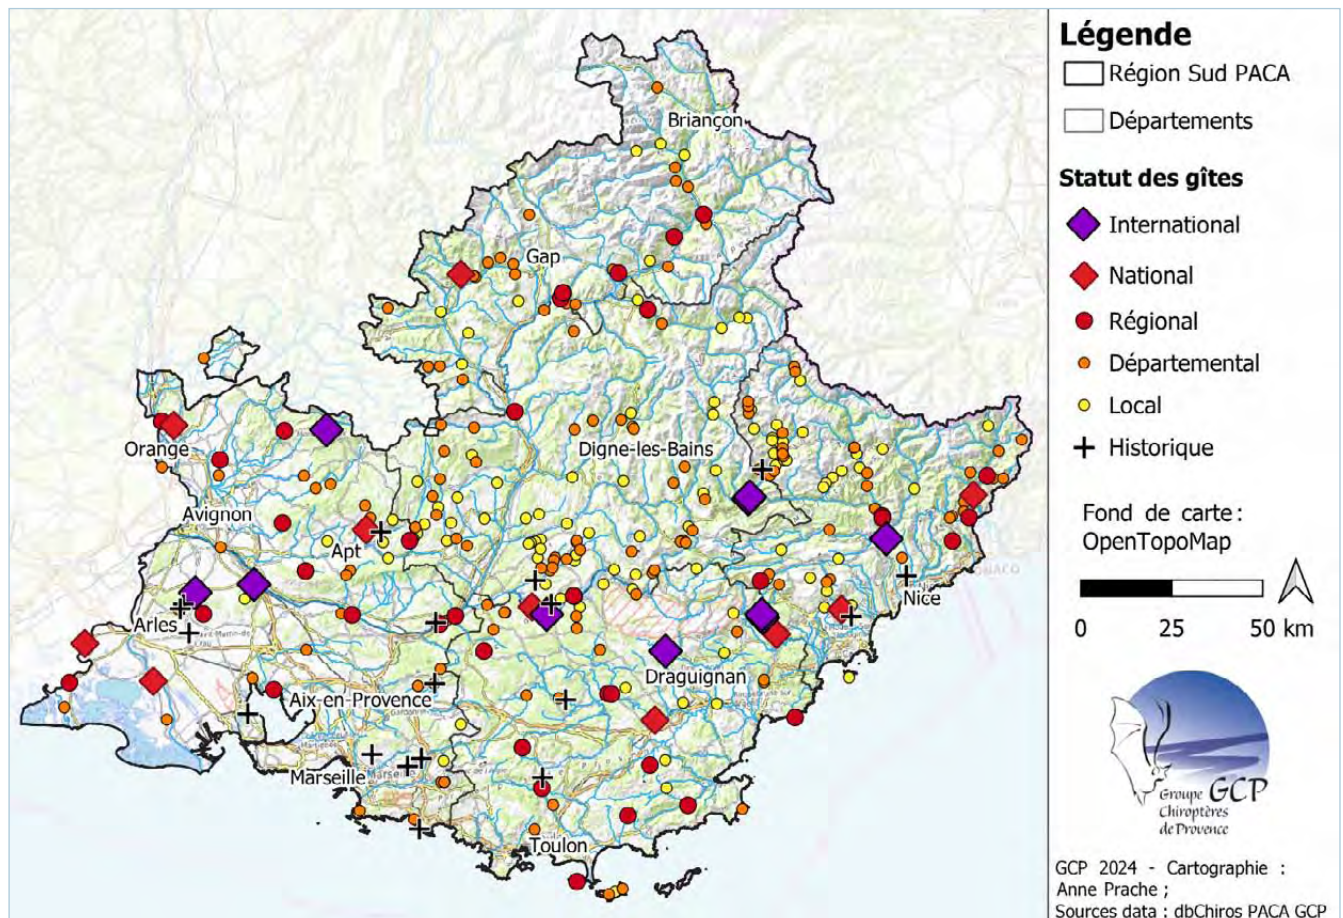 Briançon
Gap
Orange
Digne-les-Bains
Avignon
Apt
Nice
Arles
Draguignan
Aix-en-Provence
Marseille
Toulon
Légende
Région Sud PACA
Départements
Statut des gîtes
International
National
Régional
Départemental
Local
Historique
Fond de carte :
OpenTopoMap
0 25 50 km
Groupe GCP
Chiroptères
de Provence
GCP 2024 - Cartographie :
Anne Prache ;
Sources data : dbChiros PACA GCP